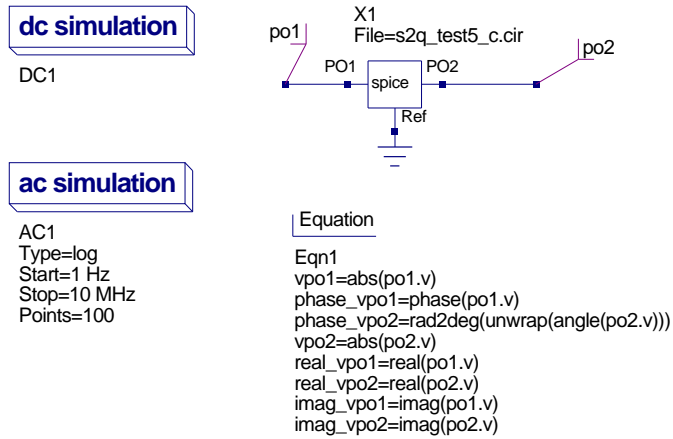 dc simulation
DC1
ac simulation
AC1
Type=log
Start=1 Hz
Stop=10 MHz
Points=100
X1
File=s2q_test5_c.cir
po1
po2
PO1
PO2
spice
Ref
Equation
Eqn1
vpo1=abs(po1.v)
phase_vpo1=phase(po1.v)
phase_vpo2=rad2deg(unwrap(angle(po2.v)))
vpo2=abs(po2.v)
real_vpo1=real(po1.v)
real_vpo2=real(po2.v)
imag_vpo1=imag(po1.v)
imag_vpo2=imag(po2.v)